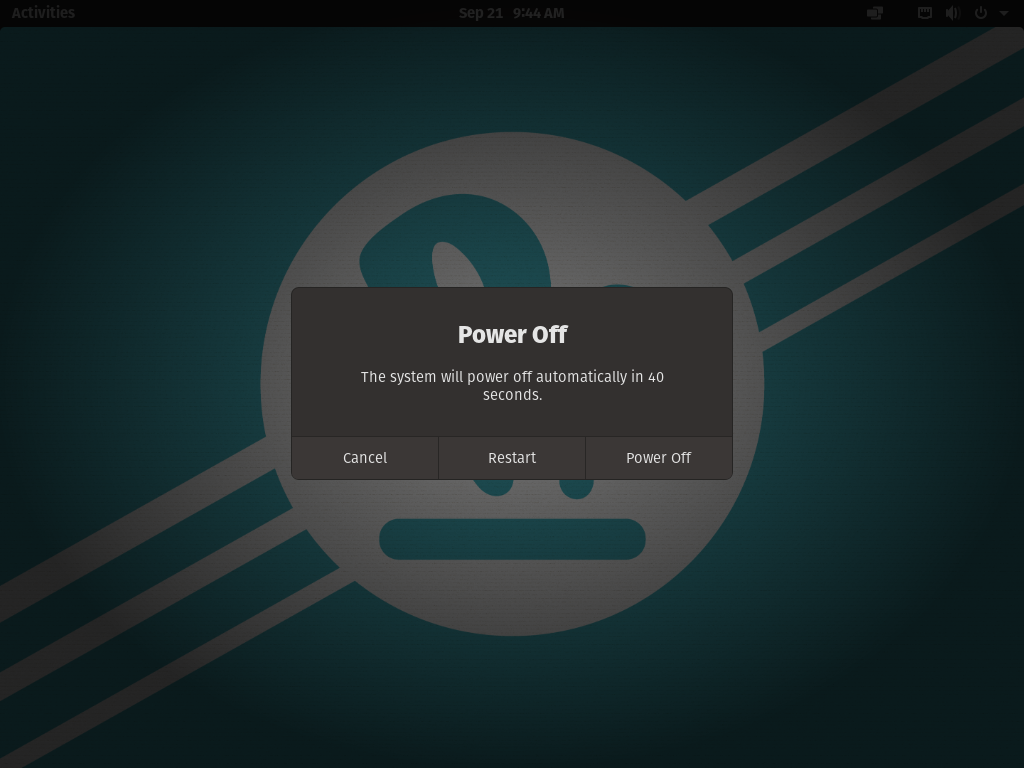 Activities Sep 21 9:44 AM
Power Off
The system will power off automatically in 40
seconds.
Cancel Restart Power Off